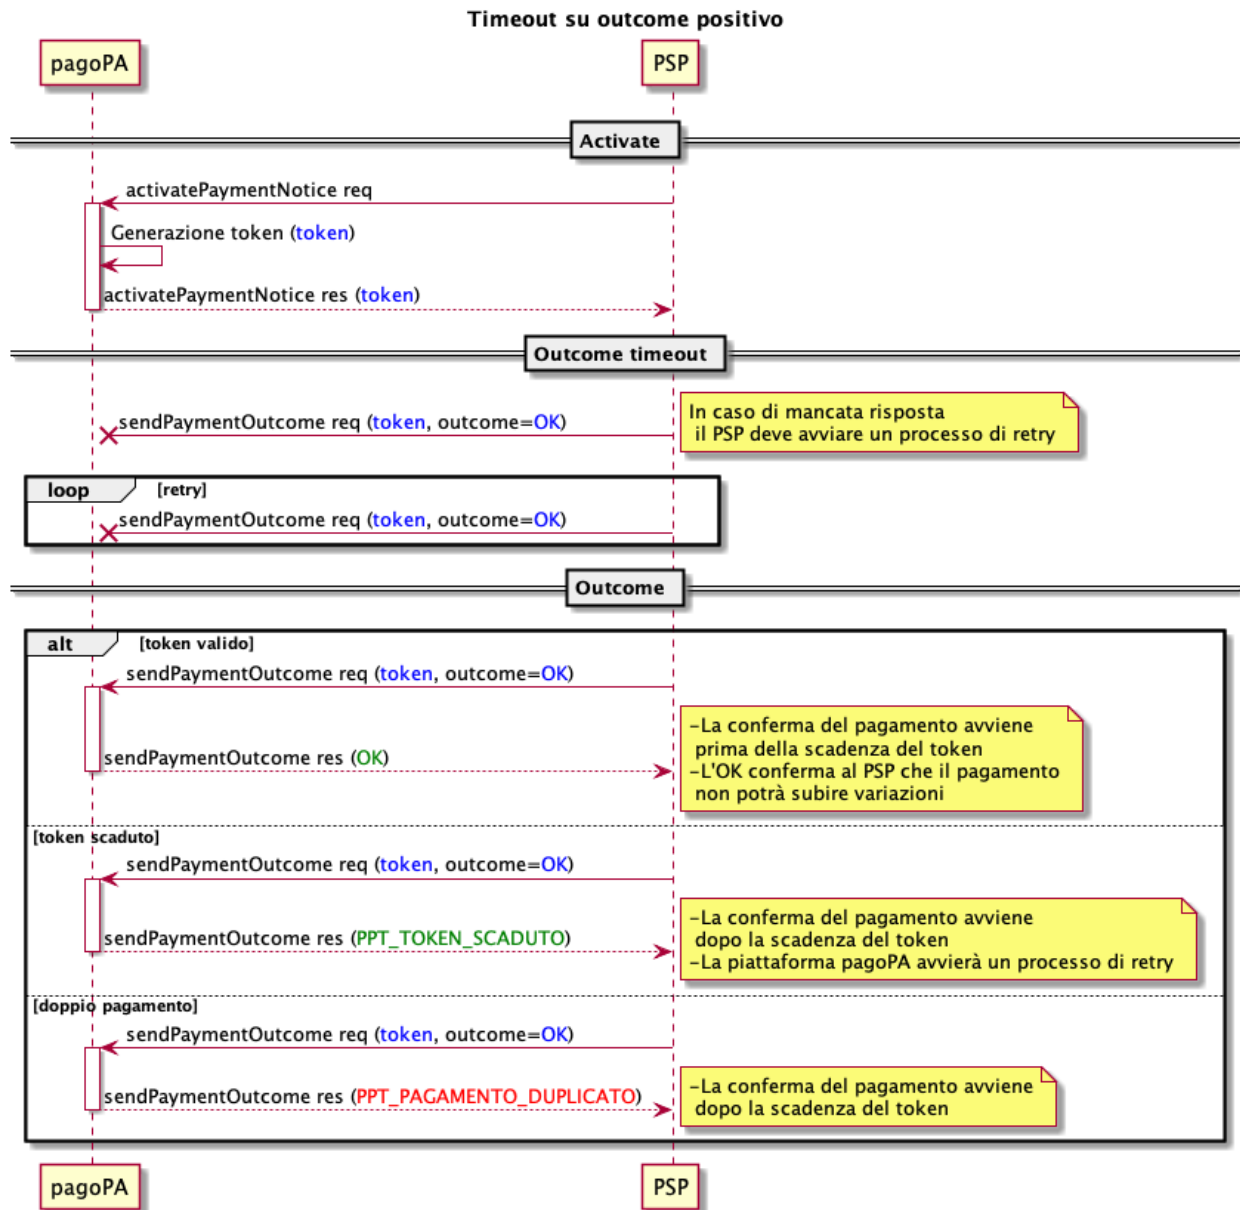 Timeout su outcome positivo
pagoPA
PSP
Activate
activatePaymentNotice req
Generazione token (token)
activatePaymentNotice res (token)
Outcome timeout
sendPaymentOutcome req (token, outcome=OK)
In caso di mancata risposta
il PSP deve avviare un processo di retry
loop
[retry]
sendPaymentOutcome req (token, outcome=OK)
Outcome
alt
[token valido]
sendPaymentOutcome req (token, outcome=OK)
-La conferma del pagamento avviene
prima della scadenza del token
-L'OK conferma al PSP che il pagamento
non potrà subire variazioni
sendPaymentOutcome res (OK)
[token scaduto]
sendPaymentOutcome req (token, outcome=OK)
-La conferma del pagamento avviene
dopo la scadenza del token
-La piattaforma pagoPA avvierà un processo di retry
sendPaymentOutcome res (PPT_TOKEN_SCADUTO)
[doppio pagamento]
sendPaymentOutcome req (token, outcome=OK)
-La conferma del pagamento avviene
dopo la scadenza del token
sendPaymentOutcome res (PPT_PAGAMENTO_DUPLICATO)
pagoPA
PSP